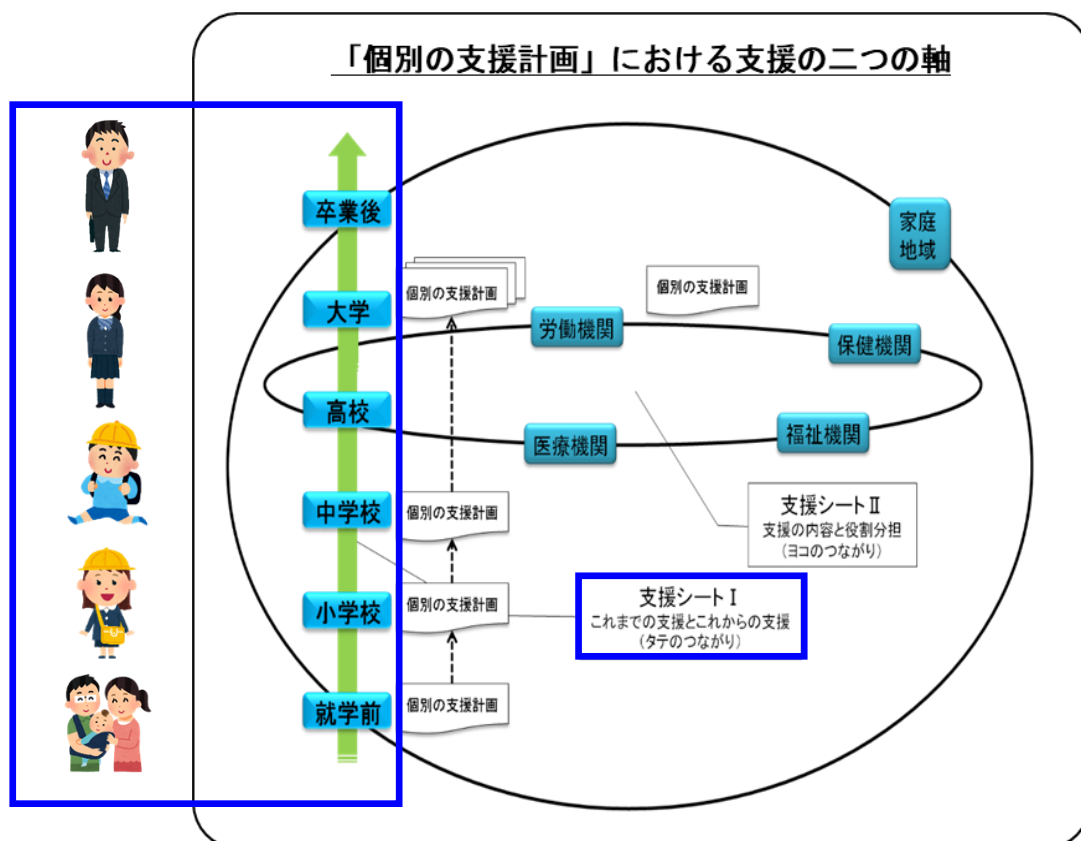 「個別の支援計画」における支援の二つの軸
卒業後
家庭
地域
大学
個別の支援計画
個別の支援計画
労働機関
保健機関
高校
医療機関
福祉機関
中学校
個別の支援計画
支援シートⅡ
支援の内容と役割分担
(ヨコのつながり)
小学校
個別の支援計画
支援シートⅠ
これまでの支援とこれからの支援
(タテのつながり)
就学前
個別の支援計画